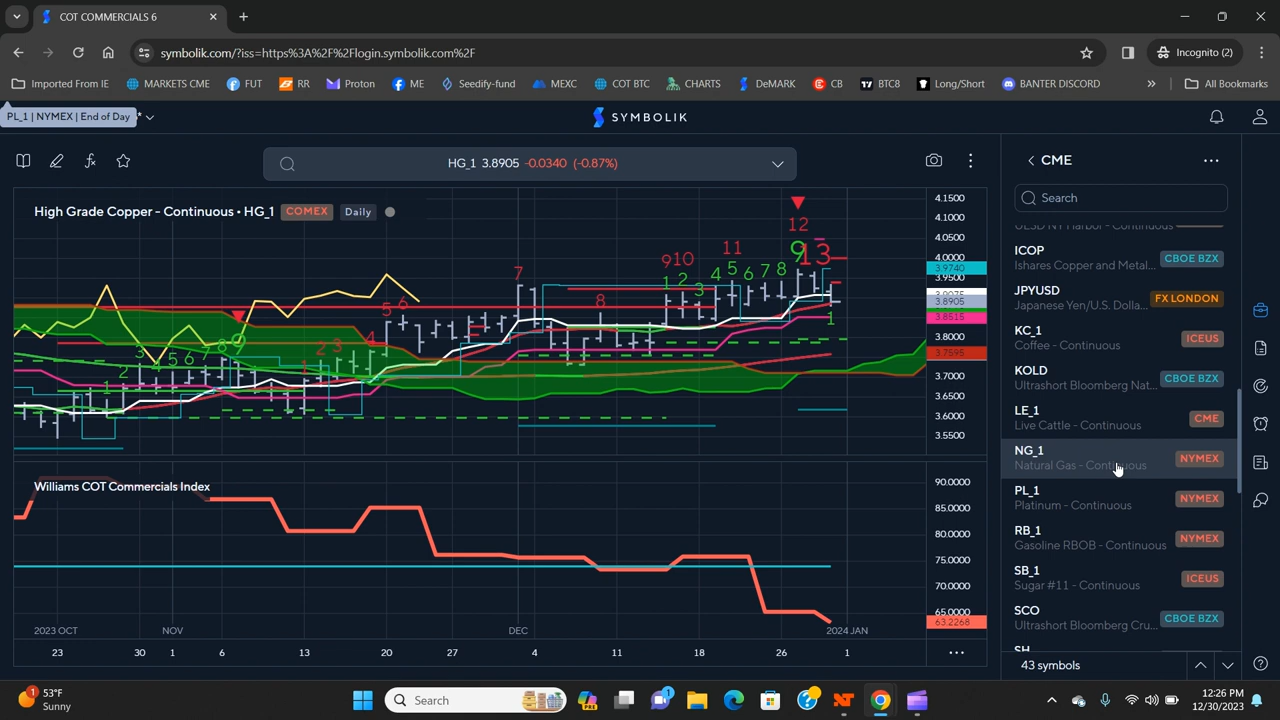 COT COMMERCIALS 6
symbolik.com/?iss=https%3A%2F%2Flogin.symbolik.com%2F
Incognito (2)
Imported From IE
MARKETS CME
FUT
RR
Proton
ME
Seedify-fund
MEXC
COT BTC
CHARTS
DeMARK
CB
BTC8
Long/Short
BANTER DISCORD
All Bookmarks
PL_1 | NYMEX | End of Day
SYMBOLIK
HG_1 3.8905 -0.0340 (-0.87%)
High Grade Copper - Continuous • HG_1 COMEX Daily
4.1500
4.1000
4.0500
4.0000
3.9740
3.9500
3.8905
3.8515
3.8000
3.7595
3.7000
3.6500
3.6000
3.5500
Williams COT Commercials Index
90.0000
85.0000
80.0000
75.0000
70.0000
65.0000
63.2268
2023 OCT NOV DEC 2024 JAN
23 30 1 6 13 20 27 4 11 18 26 1
CME
Search
ICOP
Ishares Copper and Metal...
CBOE BZX
JPYUSD
Japanese Yen/U.S. Dolla...
FX LONDON
KC_1
Coffee - Continuous
ICEUS
KOLD
Ultrashort Bloomberg Nat...
CBOE BZX
LE_1
Live Cattle - Continuous
CME
NG_1
Natural Gas - Continuous
NYMEX
PL_1
Platinum - Continuous
NYMEX
RB_1
Gasoline RBOB - Continuous
NYMEX
SB_1
Sugar #11 - Continuous
ICEUS
SCO
Ultrashort Bloomberg Cru...
CBOE BZX
43 symbols
53°F
Sunny
Search
12:26 PM
12/30/2023